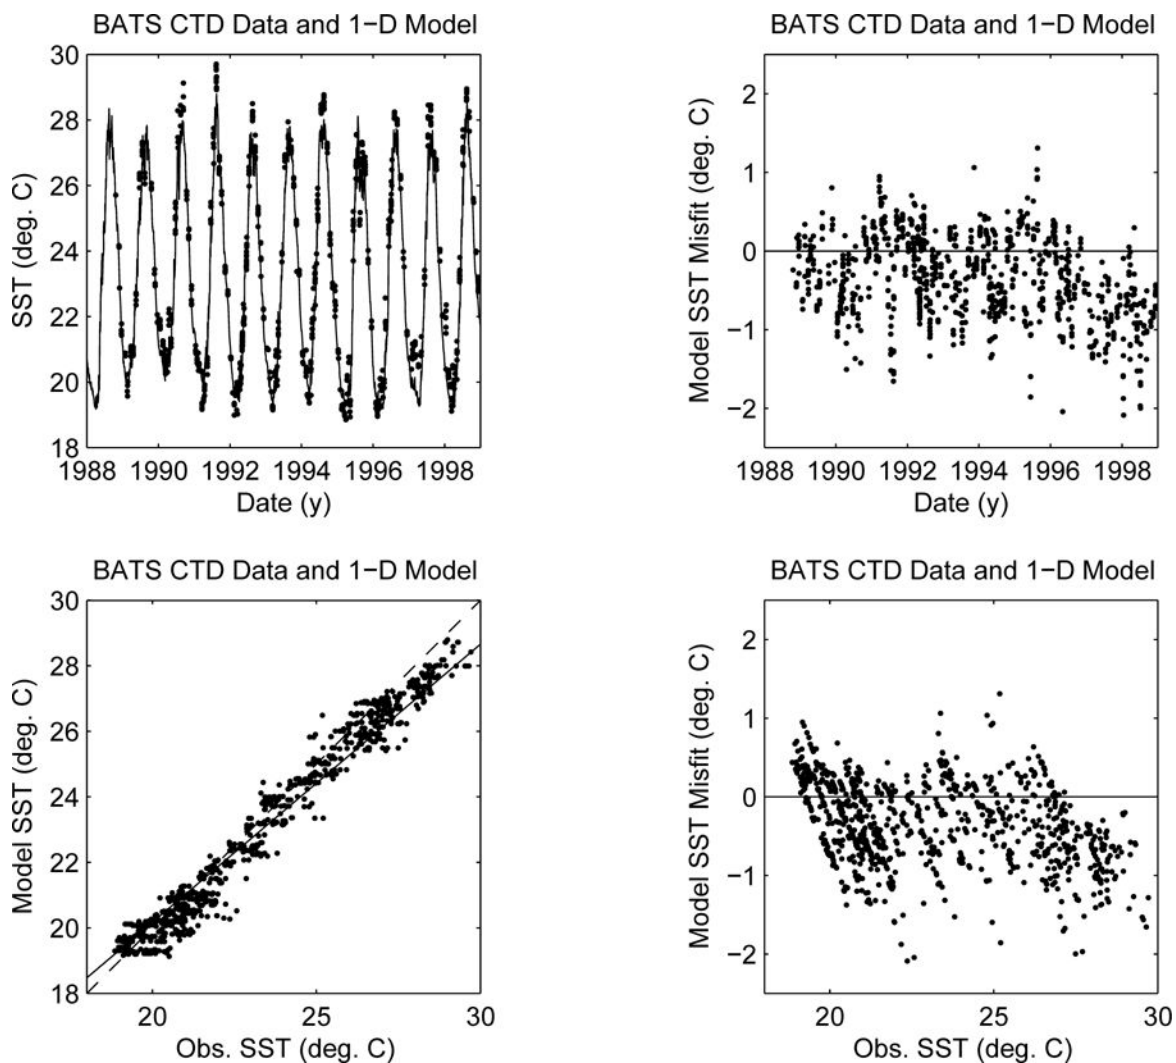 BATS CTD Data and 1−D Model
30
28
26
24
22
20
18
SST (deg. C)
1988 1990 1992 1994 1996 1998
Date (y)
BATS CTD Data and 1−D Model
2
1
0
−1
−2
Model SST Misfit (deg. C)
1988 1990 1992 1994 1996 1998
Date (y)
BATS CTD Data and 1−D Model
30
28
26
24
22
20
18
Model SST (deg. C)
20 25 30
Obs. SST (deg. C)
BATS CTD Data and 1−D Model
2
1
0
−1
−2
Model SST Misfit (deg. C)
20 25 30
Obs. SST (deg. C)